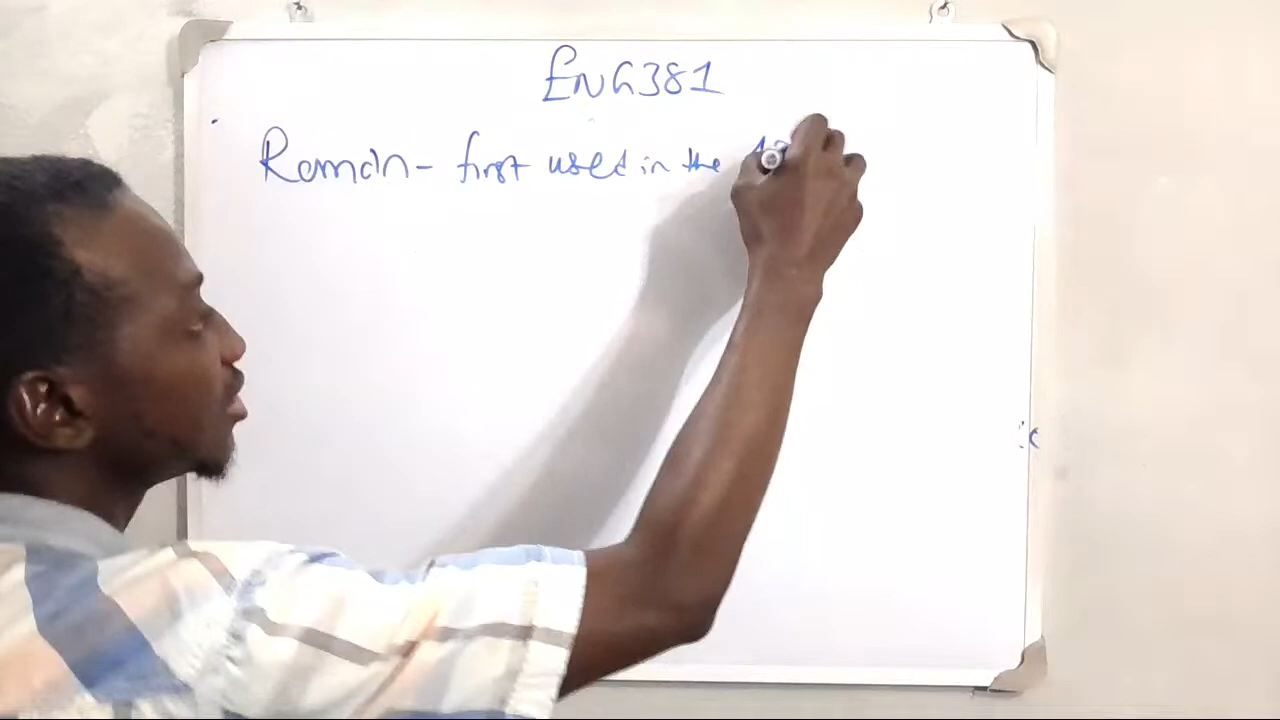 ENG381
Roman- first used in the